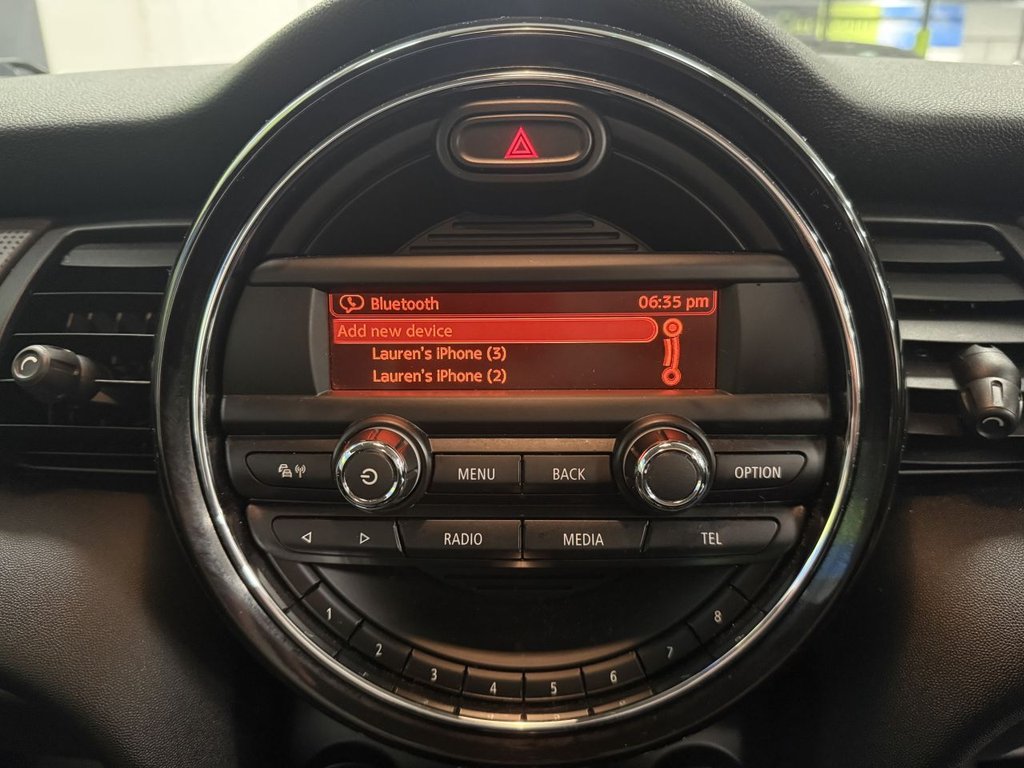 Bluetooth 06:35 pm
Add new device
Lauren's iPhone (3)
Lauren's iPhone (2)
MENU BACK OPTION
RADIO MEDIA TEL
1 2 3 4 5 6 7 8